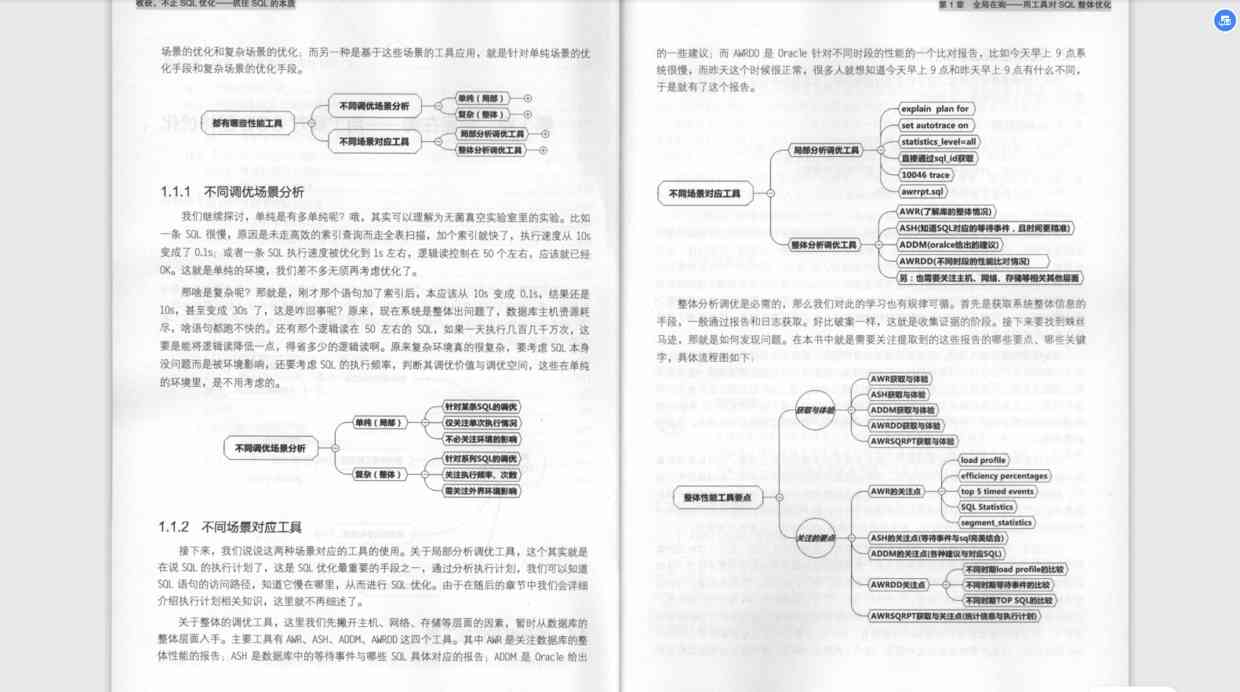 收获，不止SQL优化——抓住SQL的本质
场景的优化和复杂场景的优化；而另一种是基于这些场景的工具应用，就是针对单纯场景的优
化手段和复杂场景的优化手段。
都有哪些性能工具
不同调优场景分析
单纯（局部）
复杂（整体）
不同场景对应工具
局部分析调优工具
整体分析调优工具
1.1.1 不同调优场景分析
我们继续探讨，单纯是有多单纯呢？哦，其实可以理解为无菌真空实验室里的实验。比如
一条 SQL 很慢，原因是未走高效的索引查询而走全表扫描，加个索引就快了，执行速度从 10s
变成了 0.1s；或者一条 SQL 执行速度被优化到 1s 左右，逻辑读控制在 50 个左右，应该就已经
OK。这就是单纯的环境，我们差不多无须再考虑优化了。
那啥是复杂呢？那就是，刚才那个语句加了索引后，本应该从 10s 变成 0.1s，结果还是
10s，甚至变成 30s 了，这是咋回事呢？原来，现在系统是整体出问题了，数据库主机资源耗
尽，啥语句都跑不快的。还有那个逻辑读在 50 左右的 SQL，如果一天执行几百几千万次，这
要是能将逻辑读降低一点，得省多少的逻辑读啊。原来复杂环境真的很复杂，要考虑 SQL 本身
没问题而是被环境影响，还要考虑 SQL 的执行频率，判断其调优价值与调优空间，这些在单纯
的环境里，是不用考虑的。
不同调优场景分析
单纯（局部）
针对某条SQL的调优
仅关注单次执行情况
不必关注环境的影响
复杂（整体）
针对系列SQL的调优
关注执行频率、次数
需关注外界环境影响
1.1.2 不同场景对应工具
接下来，我们说说这两种场景对应的工具的使用。关于局部分析调优工具，这个其实就是
在说 SQL 的执行计划了，这是 SQL 优化最重要的手段之一，通过分析执行计划，我们可以知道
SQL 语句的访问路径，知道它慢在哪里，从而进行 SQL 优化。由于在随后的章节中我们会详细
介绍执行计划相关知识，这里就不再细述了。
关于整体的调优工具，这里我们先撇开主机、网络、存储等层面的因素，暂时从数据库的
整体层面入手。主要工具有 AWR、ASH、ADDM、AWRDD 这四个工具。其中 AWR 是关注数据库的整
体性能的报告；ASH 是数据库中的等待事件与哪些 SQL 具体对应的报告；ADDM 是 Oracle 给出
第 1 章 全局在胸——用工具对 SQL 整体优化
的一些建议；而 AWRDD 是 Oracle 针对不同时段的性能的一个比对报告，比如今天早上 9 点系
统很慢，而昨天这个时候很正常，很多人就想知道今天早上 9 点和昨天早上 9 点有什么不同，
于是就有了这个报告。
不同场景对应工具
局部分析调优工具
explain plan for
set autotrace on
statistics_level=all
直接通过sql_id获取
10046 trace
awrrpt.sql
整体分析调优工具
AWR(了解库的整体情况)
ASH(知道SQL对应的等待事件，且时间更精准)
ADDM(oralce给出的建议)
AWRDD(不同时段的性能比对情况)
另：也需要关注主机、网络、存储等相关其他层面
整体分析调优是必需的，那么我们对此的学习也有规律可循。首先是获取系统整体信息的
手段，一般通过报告和日志获取。好比破案一样，这就是收集证据的阶段。接下来要找到蛛丝
马迹，那就是如何发现问题。在本书中就是需要关注提取到的这些报告的哪些要点、哪些关键
字，具体流程图如下：
整体性能工具要点
获取与体验
AWR获取与体验
ASH获取与体验
ADDM获取与体验
AWRDD获取与体验
AWRSQRPT获取与体验
关注的要点
AWR的关注点
load profile
efficiency percentages
top 5 timed events
SQL Statistics
segment_statistics
ASH的关注点(等待事件与sql完美结合)
ADDM的关注点(各种建议与对应SQL)
AWRDD关注点
不同时期load profile的比较
不同时期等待事件的比较
不同时期TOP SQL的比较
AWRSQRPT获取与关注点(统计信息与执行计划)